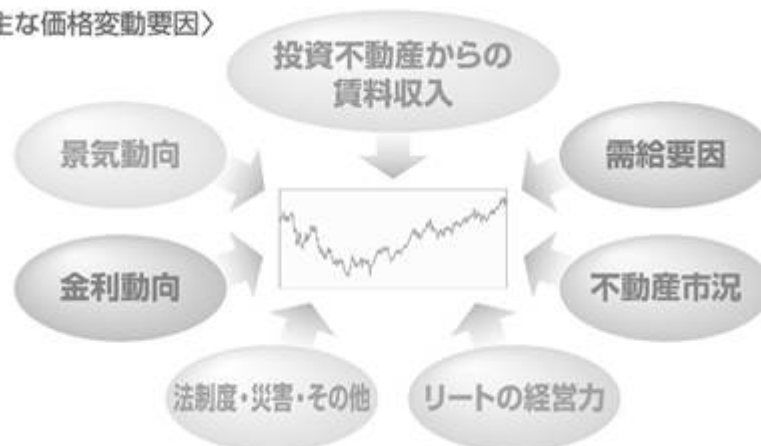 主な価格変動要因〉
投資不動産からの
賃料収入
景気動向
需給要因
金利動向
不動産市況
法制度・災害・その他
リートの経営力